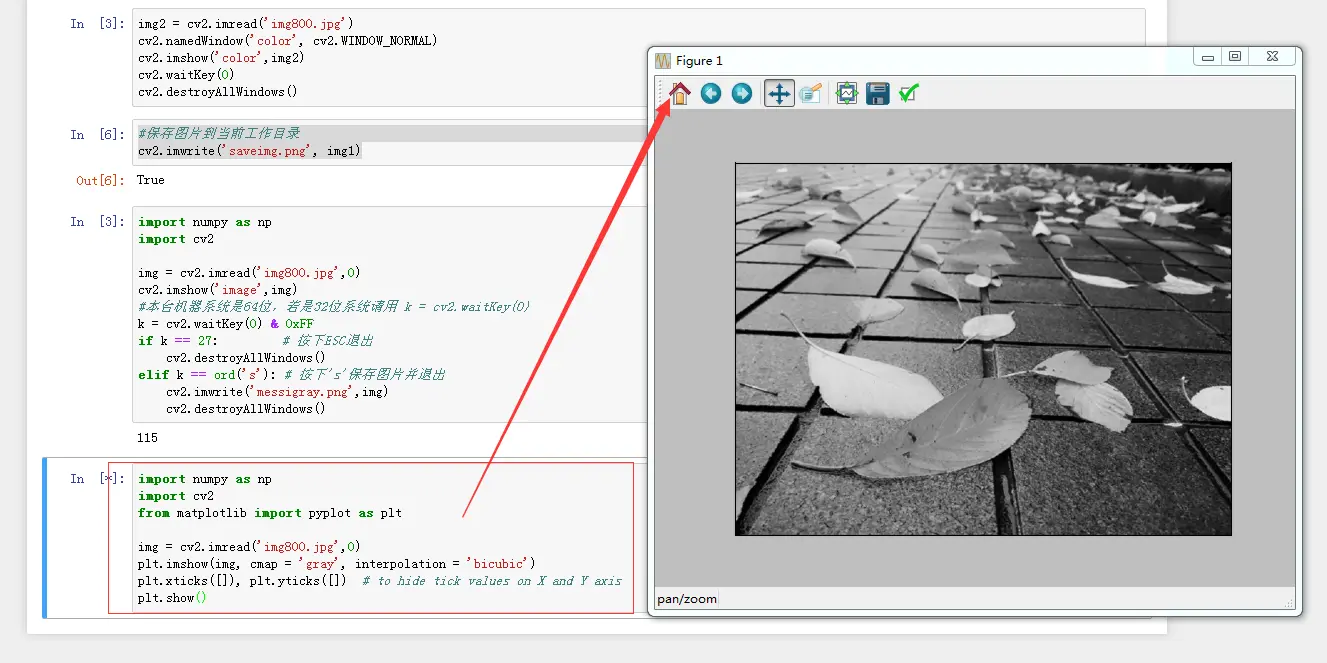 In [3]: img2 = cv2.imread('img800.jpg')
cv2.namedWindow('color', cv2.WINDOW_NORMAL)
cv2.imshow('color',img2)
cv2.waitKey(0)
cv2.destroyAllWindows()
In [6]: #保存图片到当前工作目录
cv2.imwrite('saveimg.png', img1)
Out[6]: True
In [3]: import numpy as np
import cv2
img = cv2.imread('img800.jpg',0)
cv2.imshow('image',img)
#本台机器系统是64位，若是32位系统请用 k = cv2.waitKey(0)
k = cv2.waitKey(0) & 0xFF
if k == 27: # 按下ESC退出
cv2.destroyAllWindows()
elif k == ord('s'): # 按下's'保存图片并退出
cv2.imwrite('messigray.png',img)
cv2.destroyAllWindows()
115
In [*]: import numpy as np
import cv2
from matplotlib import pyplot as plt
img = cv2.imread('img800.jpg',0)
plt.imshow(img, cmap = 'gray', interpolation = 'bicubic')
plt.xticks([]), plt.yticks([]) # to hide tick values on X and Y axis
plt.show()
Figure 1
pan/zoom